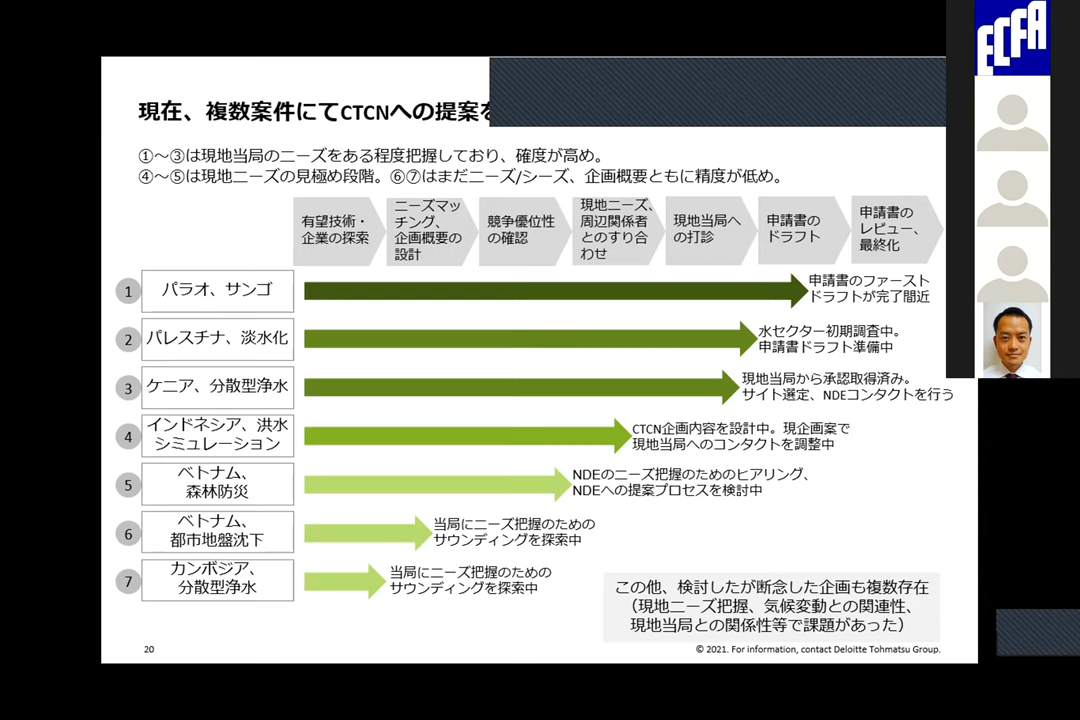 ECFA
現在、複数案件にてCTCNへの提案を
①～③は現地当局のニーズをある程度把握しており、確度が高め。
④～⑤は現地ニーズの見極め段階。⑥⑦はまだニーズ/シーズ、企画概要ともに精度が低め。
有望技術・
企業の探索
ニーズマッ
チング、
企画概要の
設計
競争優位性
の確認
現地ニーズ、
周辺関係者
とのすり合
わせ
現地当局へ
の打診
申請書の
ドラフト
申請書の
レビュー、
最終化
1
パラオ、サンゴ
申請書のファースト
ドラフトが完了間近
2
パレスチナ、淡水化
水セクター初期調査中。
申請書ドラフト準備中
3
ケニア、分散型浄水
現地当局から承認取得済み。
サイト選定、NDEコンタクトを行う
4
インドネシア、洪水
シミュレーション
CTCN企画内容を設計中。現企画案で
現地当局へのコンタクトを調整中
5
ベトナム、
森林防災
NDEのニーズ把握のためのヒアリング、
NDEへの提案プロセスを検討中
6
ベトナム、
都市地盤沈下
当局にニーズ把握のための
サウンディングを探索中
7
カンボジア、
分散型浄水
当局にニーズ把握のための
サウンディングを探索中
この他、検討したが断念した企画も複数存在
（現地ニーズ把握、気候変動との関連性、
現地当局との関係性等で課題があった）
20
© 2021. For information, contact Deloitte Tohmatsu Group.